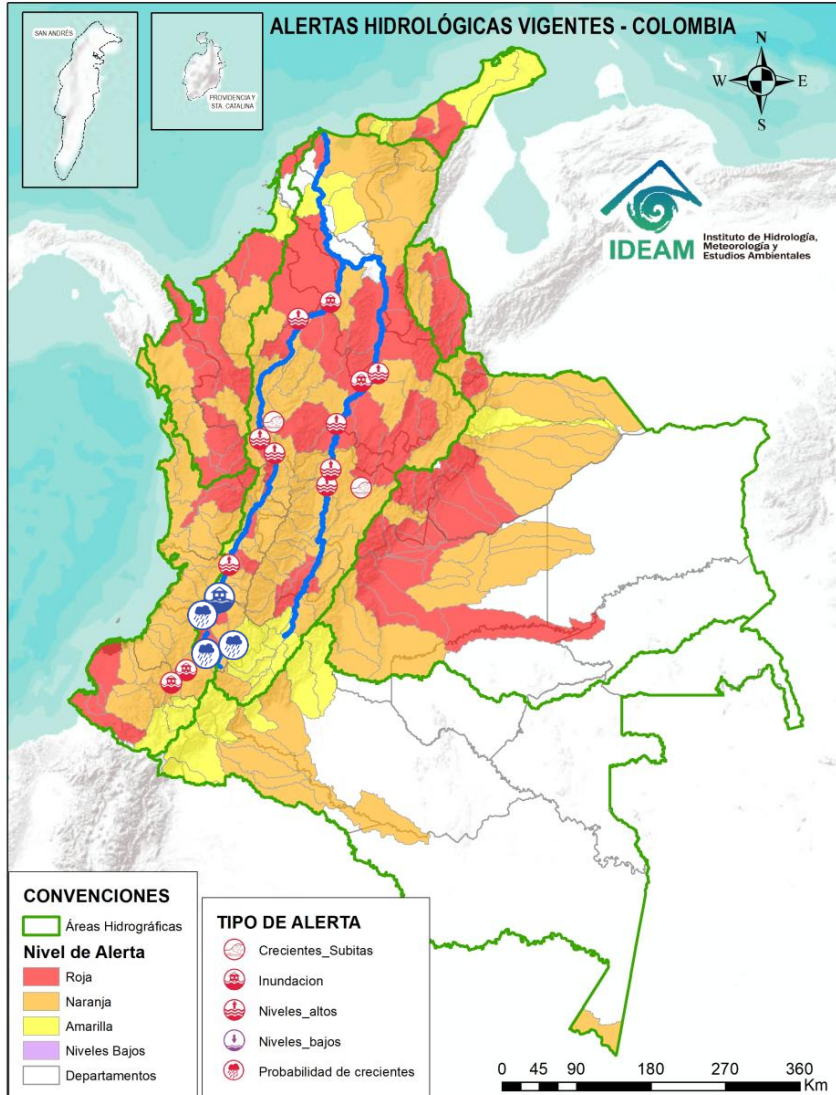 ALERTAS HIDROLÓGICAS VIGENTES - COLOMBIA
SAN ANDRÉS
PROVIDENCIA Y
STA. CATALINA
N
W
E
S
IDEAM
Instituto de Hidrología,
Meteorología y
Estudios Ambientales
CONVENCIONES
Áreas Hidrográficas
Nivel de Alerta
Roja
Naranja
Amarilla
Niveles Bajos
Departamentos
TIPO DE ALERTA
Crecientes_Subitas
Inundacion
Niveles_altos
Niveles_bajos
Probabilidad de crecientes
0 45 90 180 270 360
Km